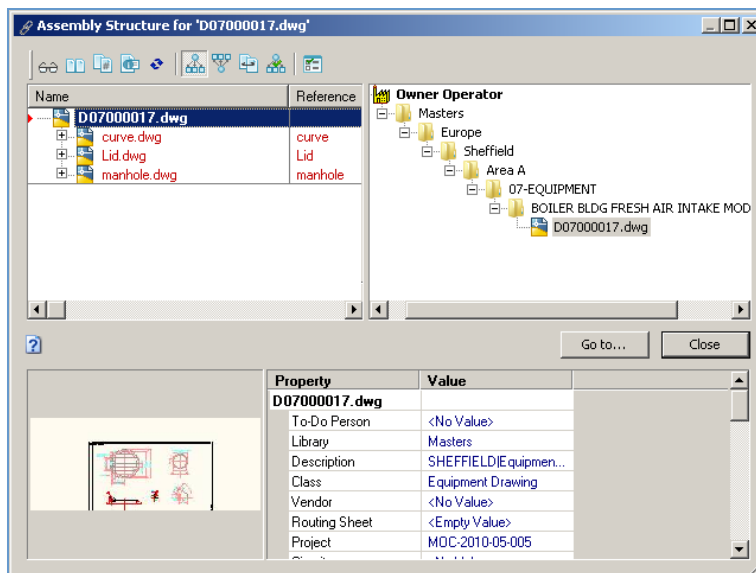 Assembly Structure for 'D07000017.dwg'
Name Reference
D07000017.dwg
curve.dwg curve
Lid.dwg Lid
manhole.dwg manhole
Owner Operator
Masters
Europe
Sheffield
Area A
07-EQUIPMENT
BOILER BLDG FRESH AIR INTAKE MOD
D07000017.dwg
Go to...
Close
Property Value
D07000017.dwg
To-Do Person <No Value>
Library Masters
Description SHEFFIELD|Equipmen...
Class Equipment Drawing
Vendor <No Value>
Routing Sheet <Empty Value>
Project MOC-2010-05-005